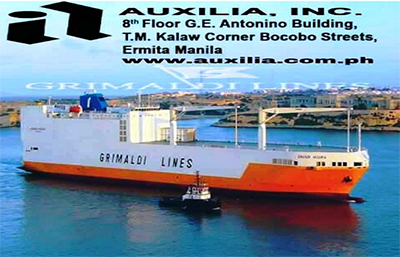 AUXILIA, INC.
8th Floor G.E. Antonino Building,
T.M. Kalaw Corner Bocobo Streets,
Ermita Manila
www.auxilia.com.ph
GRIMALDI LINES
GRIMALDI LINES